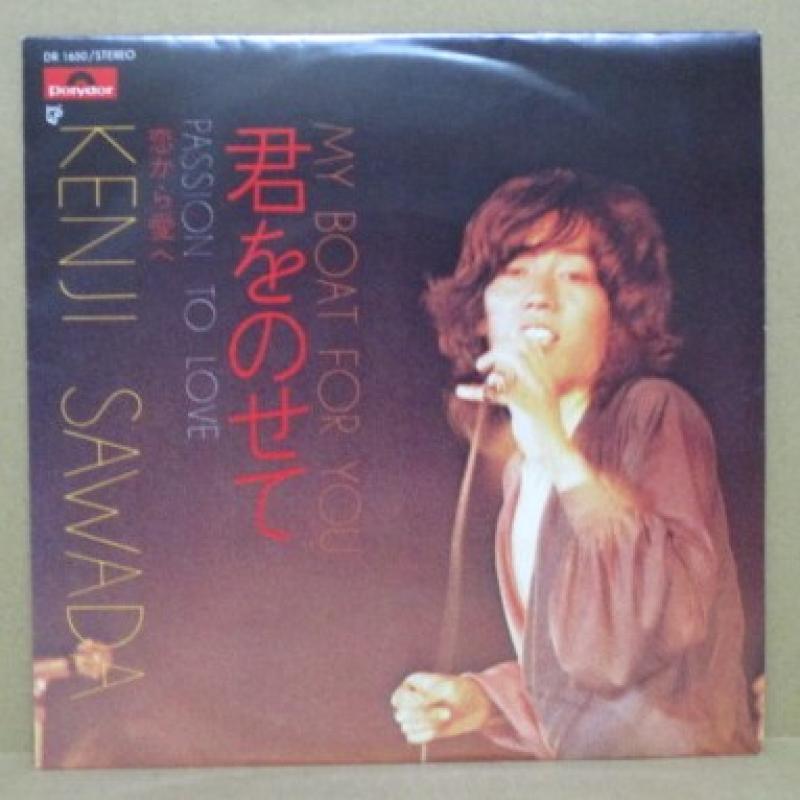 DR 1650/STEREO
Polydor
MY BOAT FOR YOU
君をのせて
PASSION TO LOVE
恋から愛へ
KENJI SAWADA